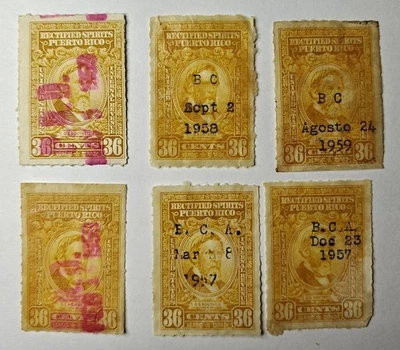 RECTIFIED SPIRITS
PUERTO RICO
36 CENTS 36
RECTIFIED SPIRITS
PUERTO RICO
B C
Sept 2
1958
36 CENTS 36
RECTIFIED SPIRITS
PUERTO RICO
B C
Agosto 24
1959
36 CENTS 36
RECTIFIED SPIRITS
PUERTO RICO
36 CENTS 36
RECTIFIED SPIRITS
PUERTO RICO
B. C. A.
8
1957
36 CENTS 36
RECTIFIED SPIRITS
PUERTO RICO
B.C.A.
Dec 23
1957
36 CENTS 36